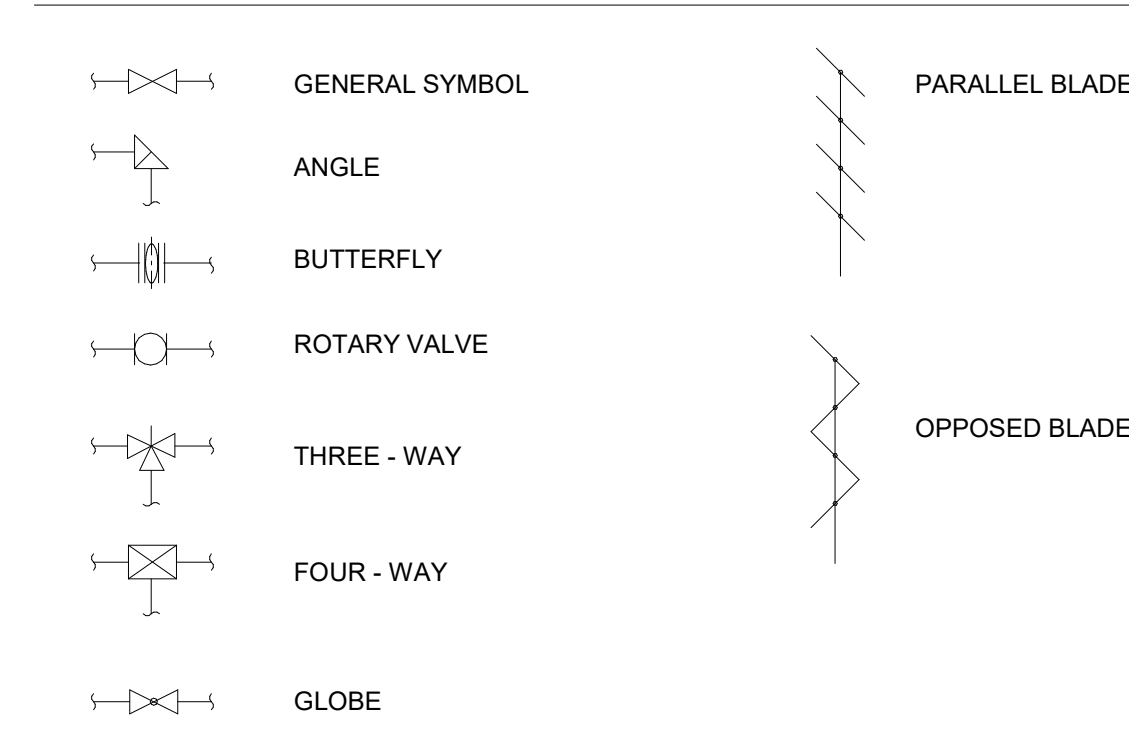 GENERAL SYMBOL
ANGLE
BUTTERFLY
ROTARY VALVE
THREE - WAY
FOUR - WAY
GLOBE
PARALLEL BLADE
OPPOSED BLADE